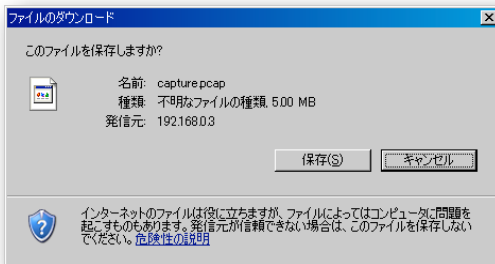 ファイルのダウンロード
このファイルを保存しますか?
名前: capture.pcap
種類: 不明なファイルの種類, 5.00 MB
発信元: 192.168.0.3
保存(S) キャンセル
インターネットのファイルは役に立ちますが、ファイルによってはコンピュータに問題を
起こすものもあります。発信元が信頼できない場合は、このファイルを保存しない
でください。危険性の説明